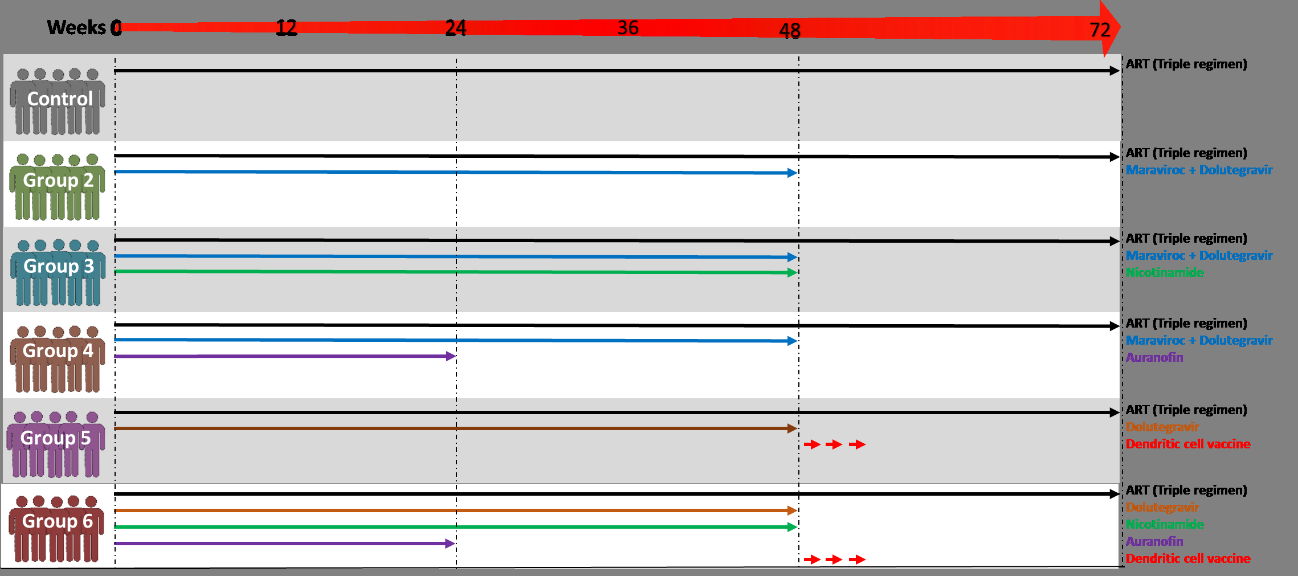 Weeks 0 12 24 36 48 72
Control
ART (Triple regimen)
Group 2
ART (Triple regimen)
Maraviroc + Dolutegravir
Group 3
ART (Triple regimen)
Maraviroc + Dolutegravir
Nicotinamide
Group 4
ART (Triple regimen)
Maraviroc + Dolutegravir
Auranofin
Group 5
ART (Triple regimen)
Dolutegravir
Dendritic cell vaccine
Group 6
ART (Triple regimen)
Dolutegravir
Nicotinamide
Auranofin
Dendritic cell vaccine